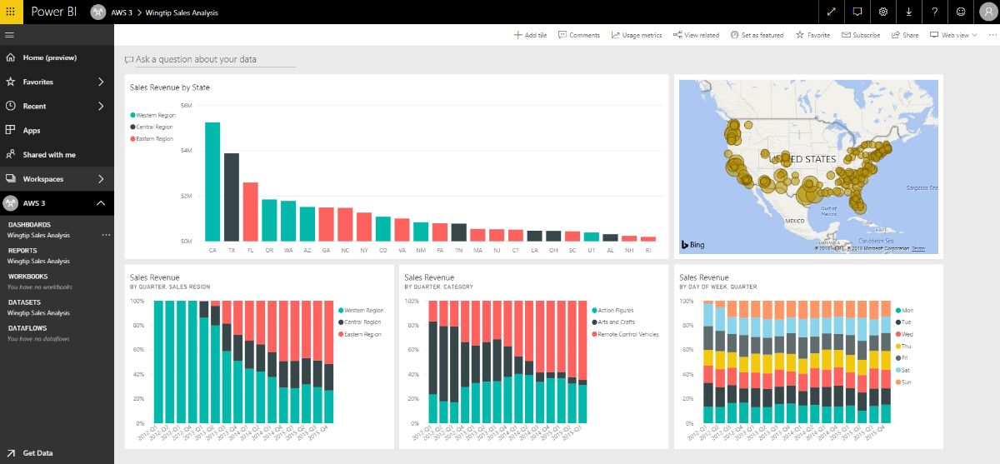 Power BI AWS 3 > Wingtip Sales Analysis
Add tile Comments Usage metrics View related Set as featured Favorite Subscribe Share Web view
Home (preview)
Favorites
Recent
Apps
Shared with me
Workspaces
AWS 3
DASHBOARDS
Wingtip Sales Analysis
REPORTS
Wingtip Sales Analysis
WORKBOOKS
You have no workbooks
DATASETS
Wingtip Sales Analysis
DATAFLOWS
You have no dataflows
Get Data
Ask a question about your data
Sales Revenue by State
Western Region
Central Region
Eastern Region
$6M
$4M
$2M
$0M
CA TX FL OR WA AZ GA NC NY CO VA NM PA TN MA NJ CT LA OH SC UT AL NH RI
UNITED STATES
Sargasso Sea
Gulf of
Mexico
MEXICO
CUBA
Caribbean Sea
GUATEMALA
Bing
© 2018 HERE, © 2018 Microsoft Corporation Terms
Sales Revenue
BY QUARTER, SALES REGION
100%
80%
60%
40%
20%
0%
2012-Q1 2012-Q2 2012-Q3 2012-Q4 2013-Q1 2013-Q2 2013-Q3 2013-Q4 2014-Q1 2014-Q2 2014-Q3 2014-Q4 2015-Q1 2015-Q2 2015-Q3 2015-Q4
Western Region
Central Region
Eastern Region
Sales Revenue
BY QUARTER, CATEGORY
100%
80%
60%
40%
20%
0%
2012-Q1 2012-Q2 2012-Q3 2012-Q4 2013-Q1 2013-Q2 2013-Q3 2013-Q4 2014-Q1 2014-Q2 2014-Q3 2014-Q4 2015-Q1 2015-Q2 2015-Q3
Action Figures
Arts and Crafts
Remote Control Vehicles
Sales Revenue
BY DAY OF WEEK, QUARTER
100%
80%
60%
40%
20%
0%
2012-Q1 2012-Q2 2012-Q3 2012-Q4 2013-Q1 2013-Q2 2013-Q3 2013-Q4 2014-Q1 2014-Q2 2014-Q3 2014-Q4 2015-Q1 2015-Q2 2015-Q3 2015-Q4
Mon
Tue
Wed
Thu
Fri
Sat
Sun